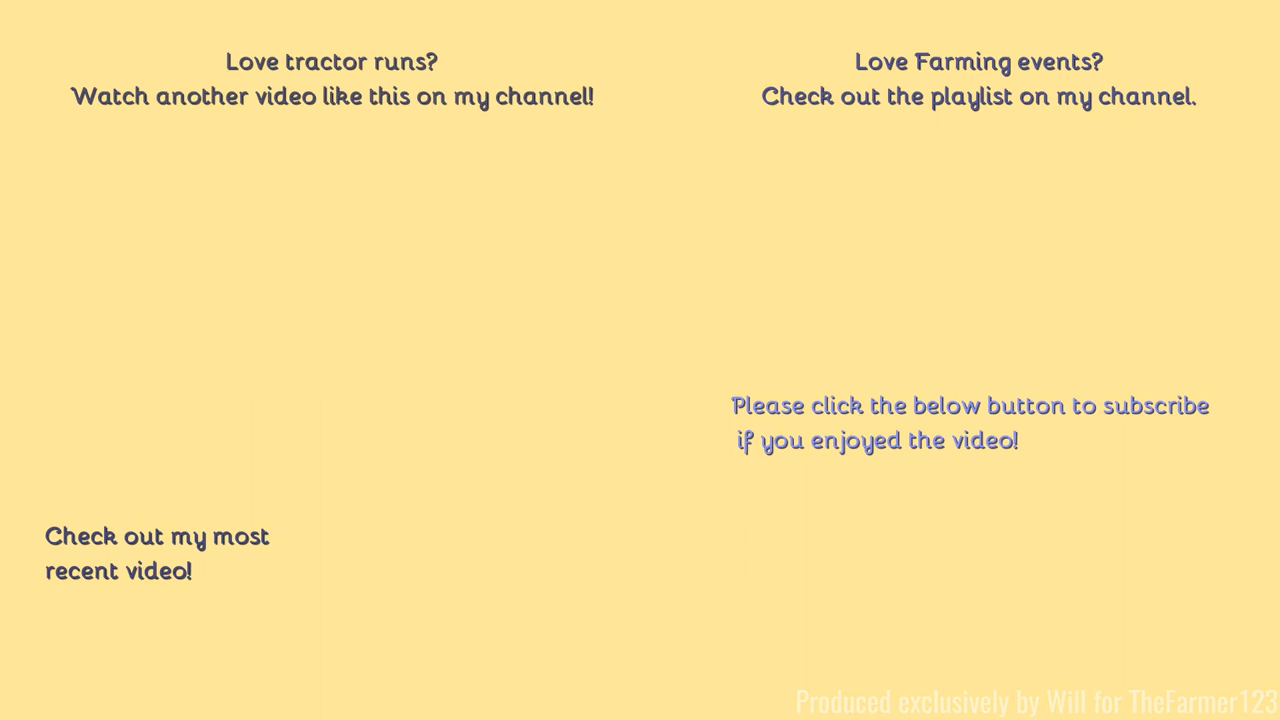 Love tractor runs?
Watch another video like this on my channel!
Love Farming events?
Check out the playlist on my channel.
Please click the below button to subscribe
if you enjoyed the video!
Check out my most
recent video!
Produced exclusively by Will for TheFarmer123